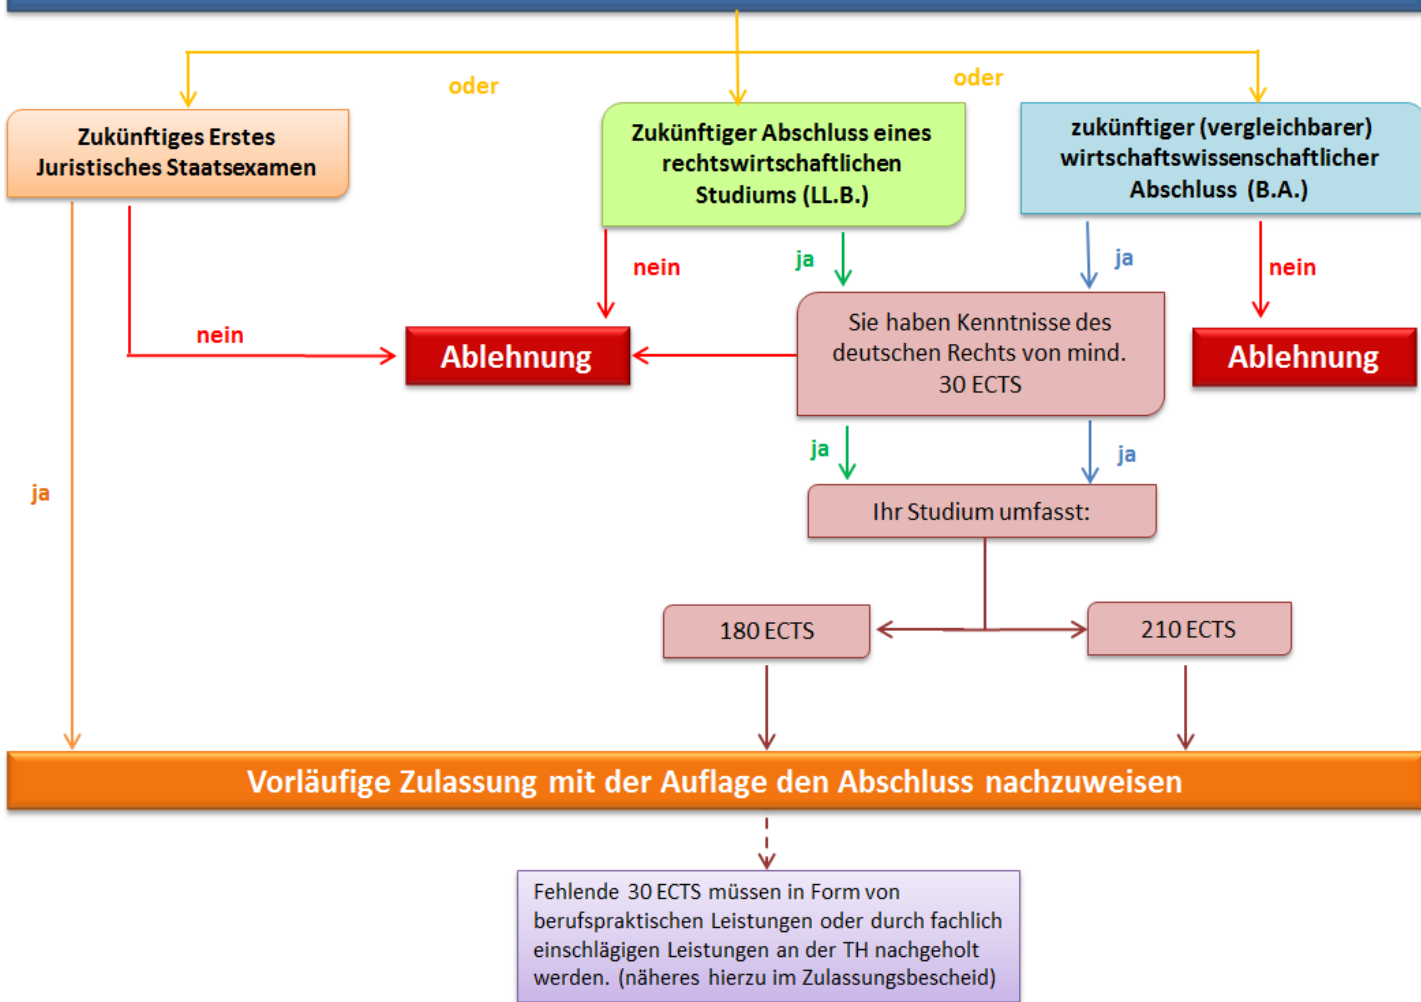 oder
oder
Zukünftiges Erstes
Juristisches Staatsexamen
Zukünftiger Abschluss eines
rechtswirtschaftlichen
Studiums (LL.B.)
zukünftiger (vergleichbarer)
wirtschaftswissenschaftlicher
Abschluss (B.A.)
nein
ja
ja
nein
nein
Ablehnung
Sie haben Kenntnisse des
deutschen Rechts von mind.
30 ECTS
Ablehnung
ja
ja
ja
Ihr Studium umfasst:
180 ECTS
210 ECTS
Vorläufige Zulassung mit der Auflage den Abschluss nachzuweisen
Fehlende 30 ECTS müssen in Form von
berufspraktischen Leistungen oder durch fachlich
einschlägigen Leistungen an der TH nachgeholt
werden. (näheres hierzu im Zulassungsbescheid)